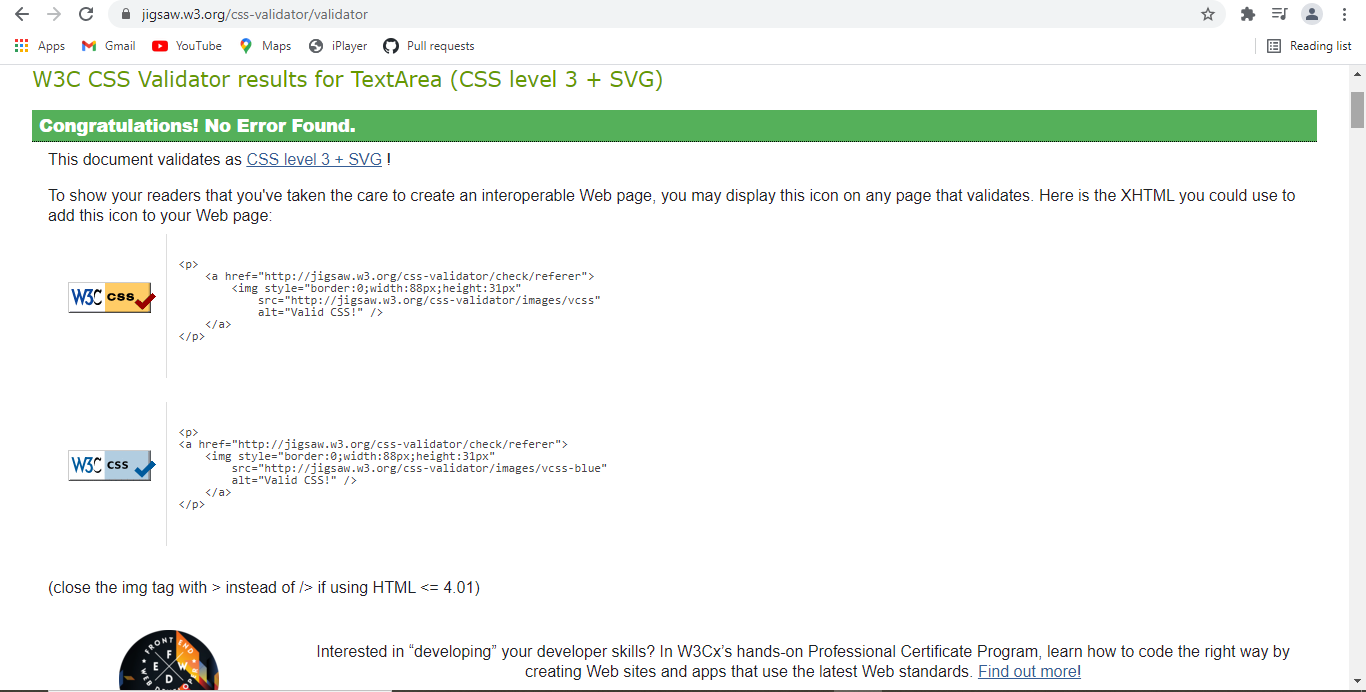 jigsaw.w3.org/css-validator/validator
Apps Gmail YouTube Maps iPlayer Pull requests Reading list
W3C CSS Validator results for TextArea (CSS level 3 + SVG)
Congratulations! No Error Found.
This document validates as CSS level 3 + SVG !
To show your readers that you've taken the care to create an interoperable Web page, you may display this icon on any page that validates. Here is the XHTML you could use to
add this icon to your Web page:
<p>
<a href="http://jigsaw.w3.org/css-validator/check/referer">
<img style="border:0;width:88px;height:31px"
W3C css
src="http://jigsaw.w3.org/css-validator/images/vcss"
alt="Valid CSS!" />
</a>
</p>
<p>
<a href="http://jigsaw.w3.org/css-validator/check/referer">
<img style="border:0;width:88px;height:31px"
W3C css
src="http://jigsaw.w3.org/css-validator/images/vcss-blue"
alt="Valid CSS!" />
</a>
</p>
(close the img tag with > instead of /> if using HTML <= 4.01)
FRONT END
F
E W
D
WEB DEVELOP
Interested in “developing” your developer skills? In W3Cx’s hands-on Professional Certificate Program, learn how to code the right way by
creating Web sites and apps that use the latest Web standards. Find out more!